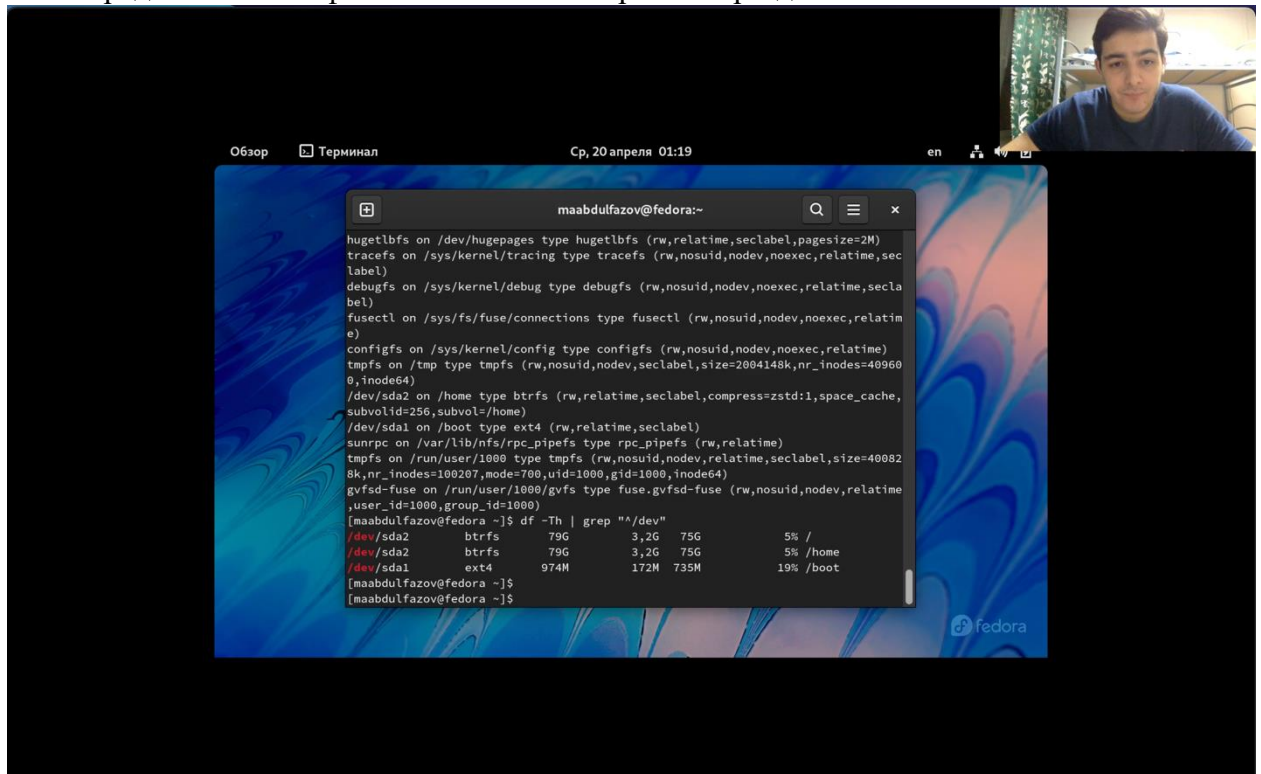 Обзор Терминал Ср, 20 апреля 01:19 en
maabdulfazov@fedora:~
hugetlbfs on /dev/hugepages type hugetlbfs (rw,relatime,seclabel,pagesize=2M)
tracefs on /sys/kernel/tracing type tracefs (rw,nosuid,nodev,noexec,relatime,sec
label)
debugfs on /sys/kernel/debug type debugfs (rw,nosuid,nodev,noexec,relatime,secla
bel)
fusectl on /sys/fs/fuse/connections type fusectl (rw,nosuid,nodev,noexec,relatim
e)
configfs on /sys/kernel/config type configfs (rw,nosuid,nodev,noexec,relatime)
tmpfs on /tmp type tmpfs (rw,nosuid,nodev,seclabel,size=2004148k,nr_inodes=40960
0,inode64)
/dev/sda2 on /home type btrfs (rw,relatime,seclabel,compress=zstd:1,space_cache,
subvolid=256,subvol=/home)
/dev/sda1 on /boot type ext4 (rw,relatime,seclabel)
sunrpc on /var/lib/nfs/rpc_pipefs type rpc_pipefs (rw,relatime)
tmpfs on /run/user/1000 type tmpfs (rw,nosuid,nodev,relatime,seclabel,size=40082
8k,nr_inodes=100207,mode=700,uid=1000,gid=1000,inode64)
gvfsd-fuse on /run/user/1000/gvfs type fuse.gvfsd-fuse (rw,nosuid,nodev,relatime
,user_id=1000,group_id=1000)
[maabdulfazov@fedora ~]$ df -Th | grep "^/dev"
/dev/sda2 btrfs 79G 3,2G 75G 5% /
/dev/sda2 btrfs 79G 3,2G 75G 5% /home
/dev/sda1 ext4 974M 172M 735M 19% /boot
[maabdulfazov@fedora ~]$
[maabdulfazov@fedora ~]$
fedora